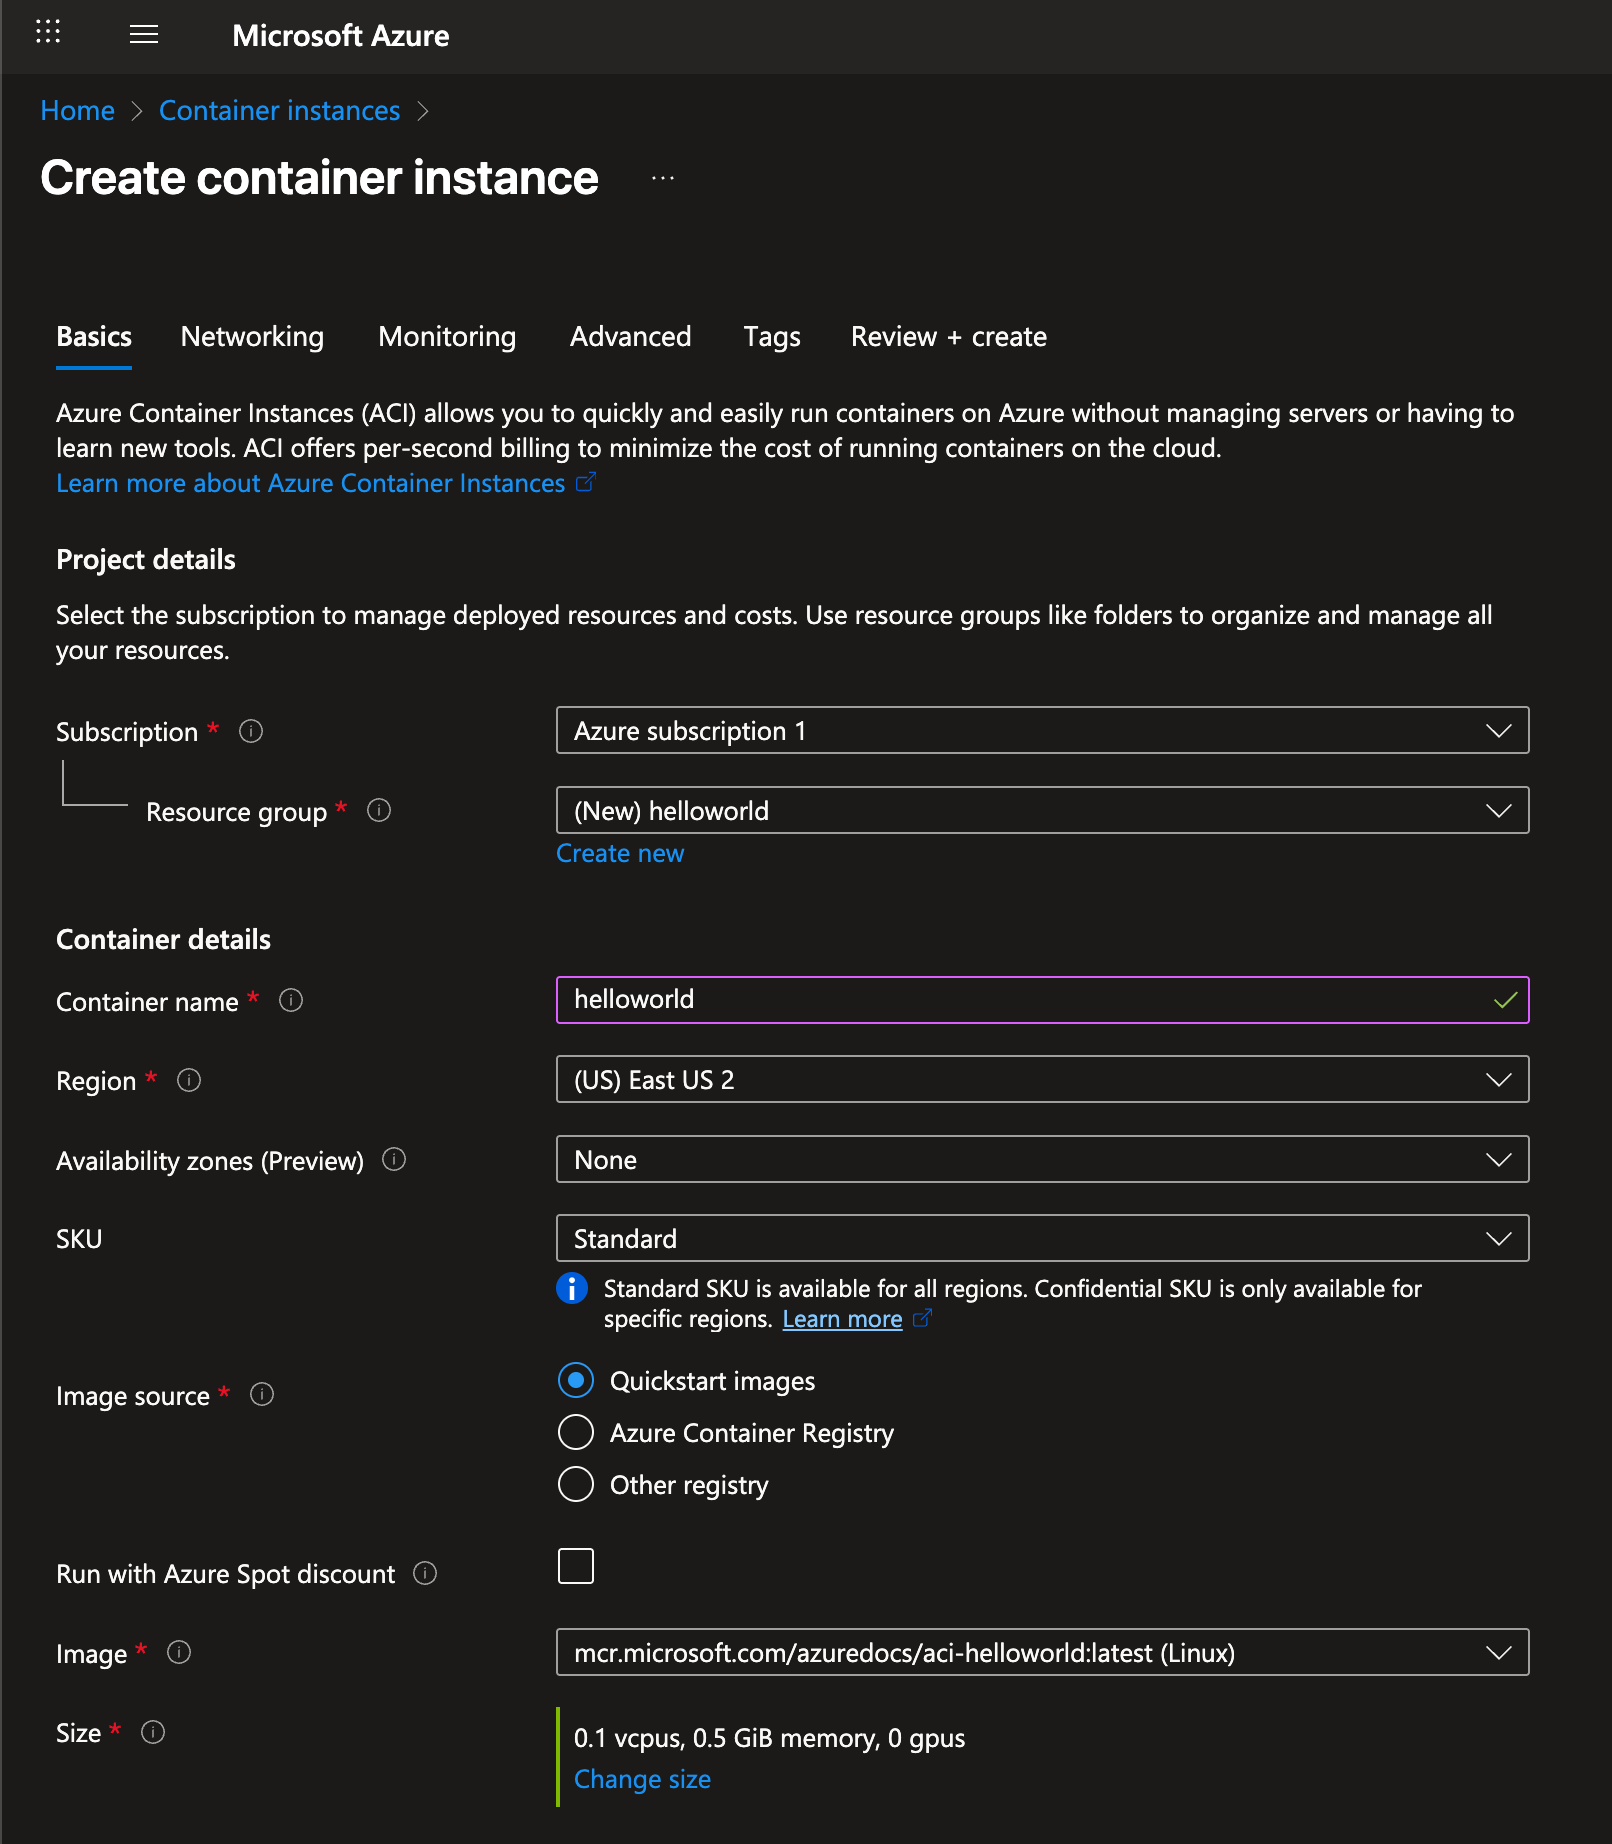 Microsoft Azure
Home > Container instances >
Create container instance ...
Basics Networking Monitoring Advanced Tags Review + create
Azure Container Instances (ACI) allows you to quickly and easily run containers on Azure without managing servers or having to
learn new tools. ACI offers per-second billing to minimize the cost of running containers on the cloud.
Learn more about Azure Container Instances
Project details
Select the subscription to manage deployed resources and costs. Use resource groups like folders to organize and manage all
your resources.
Subscription * Azure subscription 1
Resource group * (New) helloworld
Create new
Container details
Container name * helloworld
Region * (US) East US 2
Availability zones (Preview) None
SKU Standard
Standard SKU is available for all regions. Confidential SKU is only available for
specific regions. Learn more
Image source * Quickstart images
Azure Container Registry
Other registry
Run with Azure Spot discount
Image * mcr.microsoft.com/azuredocs/aci-helloworld:latest (Linux)
Size * 0.1 vcpus, 0.5 GiB memory, 0 gpus
Change size